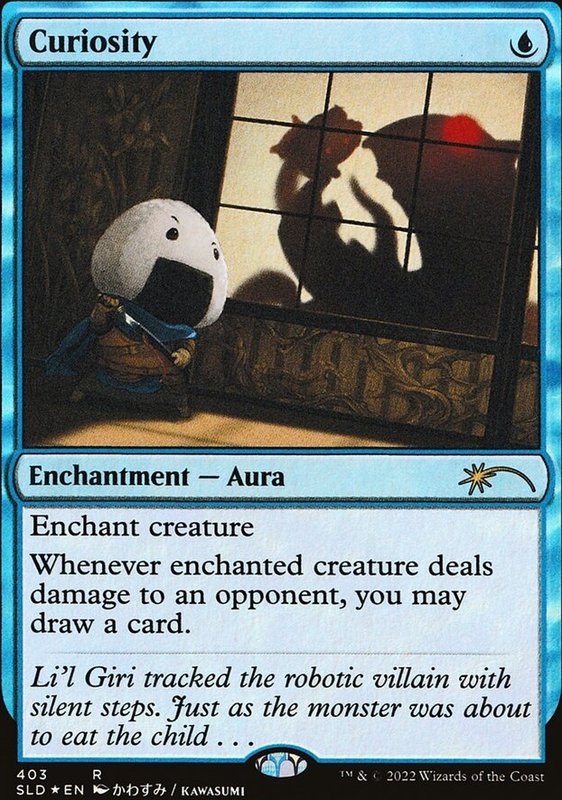 Curiosity
Enchantment — Aura
Enchant creature
Whenever enchanted creature deals
damage to an opponent, you may
draw a card.
Li'l Giri tracked the robotic villain with
silent steps. Just as the monster was about
to eat the child . . .
403 R
SLD ★ EN かわすみ / KAWASUMI
™ & © 2022 Wizards of the Coast